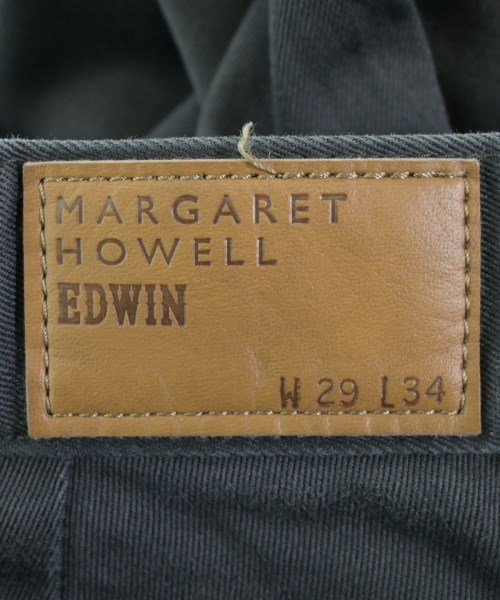 MARGARET
HOWELL
EDWIN
W 29 L34